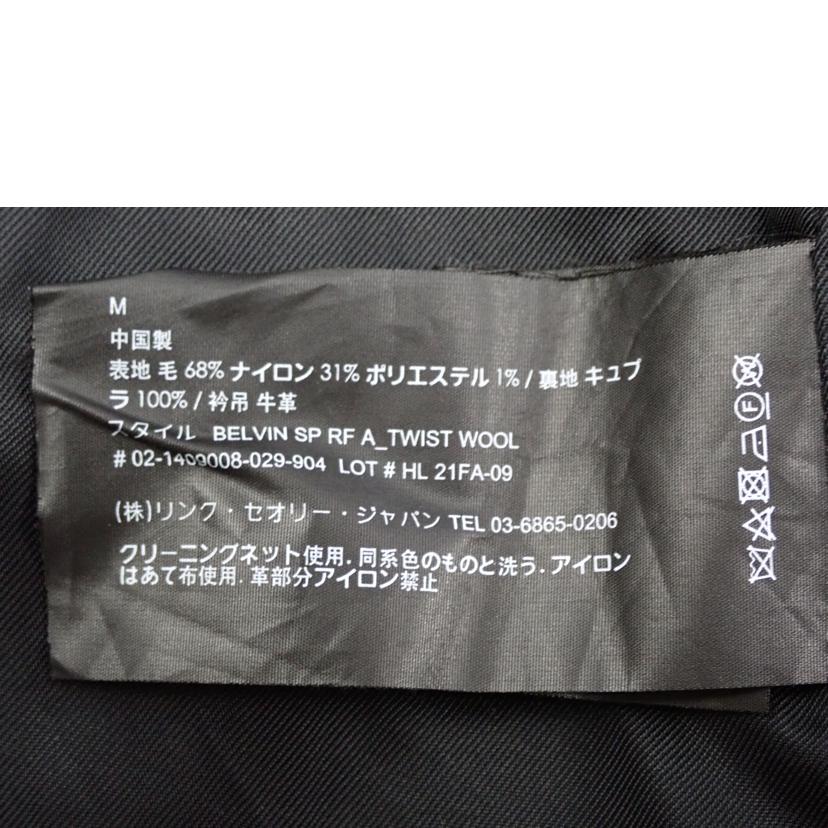 M
中国製
表地 毛 68% ナイロン 31% ポリエステル 1% / 裏地 キュプ
ラ 100% / 衿吊 牛革
スタイル BELVIN SP RF A_TWIST WOOL
# 02-1409008-029-904 LOT # HL 21FA-09
(株)リンク・セオリー・ジャパン TEL 03-6865-0206
クリーニングネット使用. 同系色のものと洗う. アイロン
はあて布使用. 革部分アイロン禁止
F